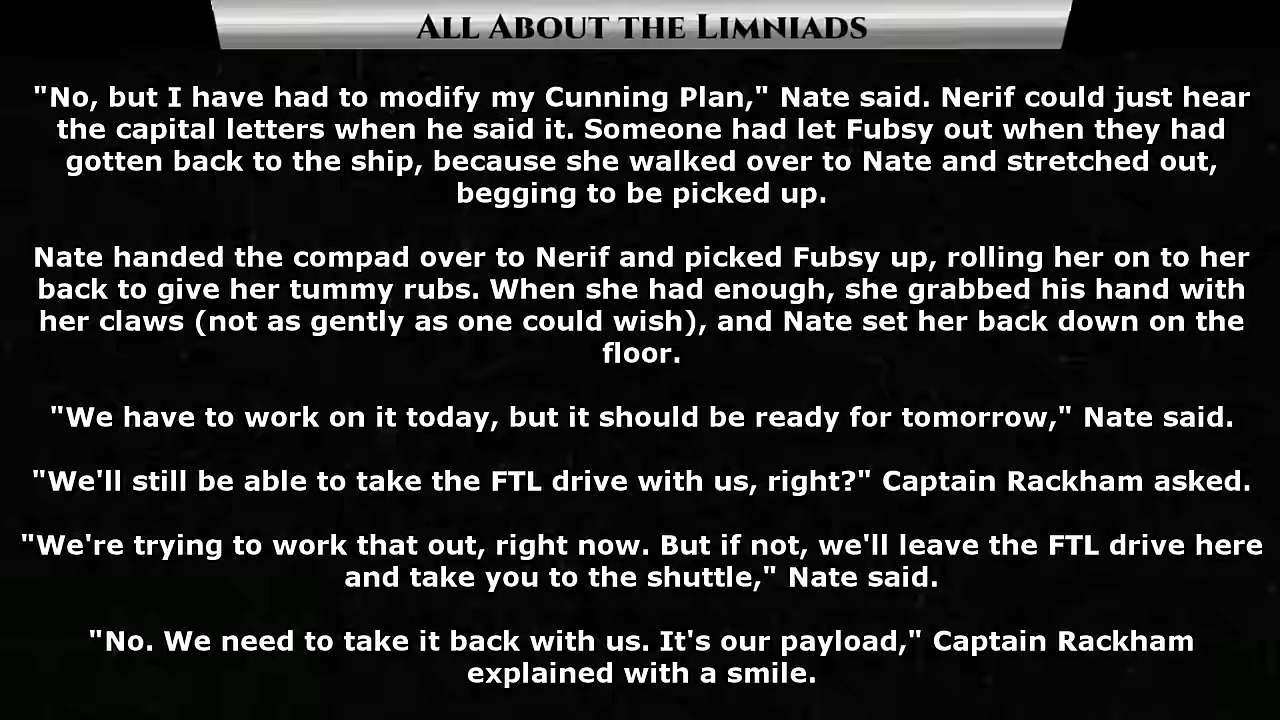 All About the Limniads
"No, but I have had to modify my Cunning Plan," Nate said. Nerif could just hear
the capital letters when he said it. Someone had let Fubsy out when they had
gotten back to the ship, because she walked over to Nate and stretched out,
begging to be picked up.
Nate handed the compad over to Nerif and picked Fubsy up, rolling her on to her
back to give her tummy rubs. When she had enough, she grabbed his hand with
her claws (not as gently as one could wish), and Nate set her back down on the
floor.
"We have to work on it today, but it should be ready for tomorrow," Nate said.
"We'll still be able to take the FTL drive with us, right?" Captain Rackham asked.
"We're trying to work that out, right now. But if not, we'll leave the FTL drive here
and take you to the shuttle," Nate said.
"No. We need to take it back with us. It's our payload," Captain Rackham
explained with a smile.